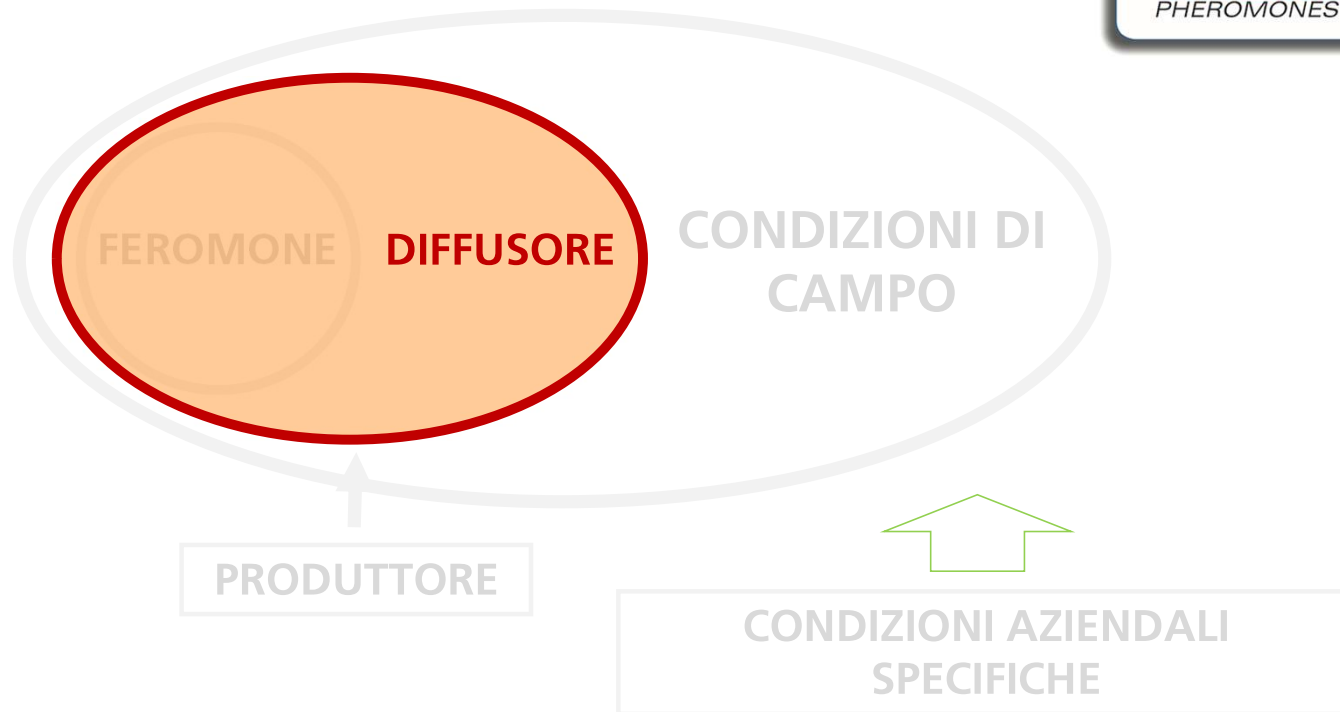 PHEROMONES
FEROMONE
DIFFUSORE
CONDIZIONI DI
CAMPO
PRODUTTORE
CONDIZIONI AZIENDALI
SPECIFICHE